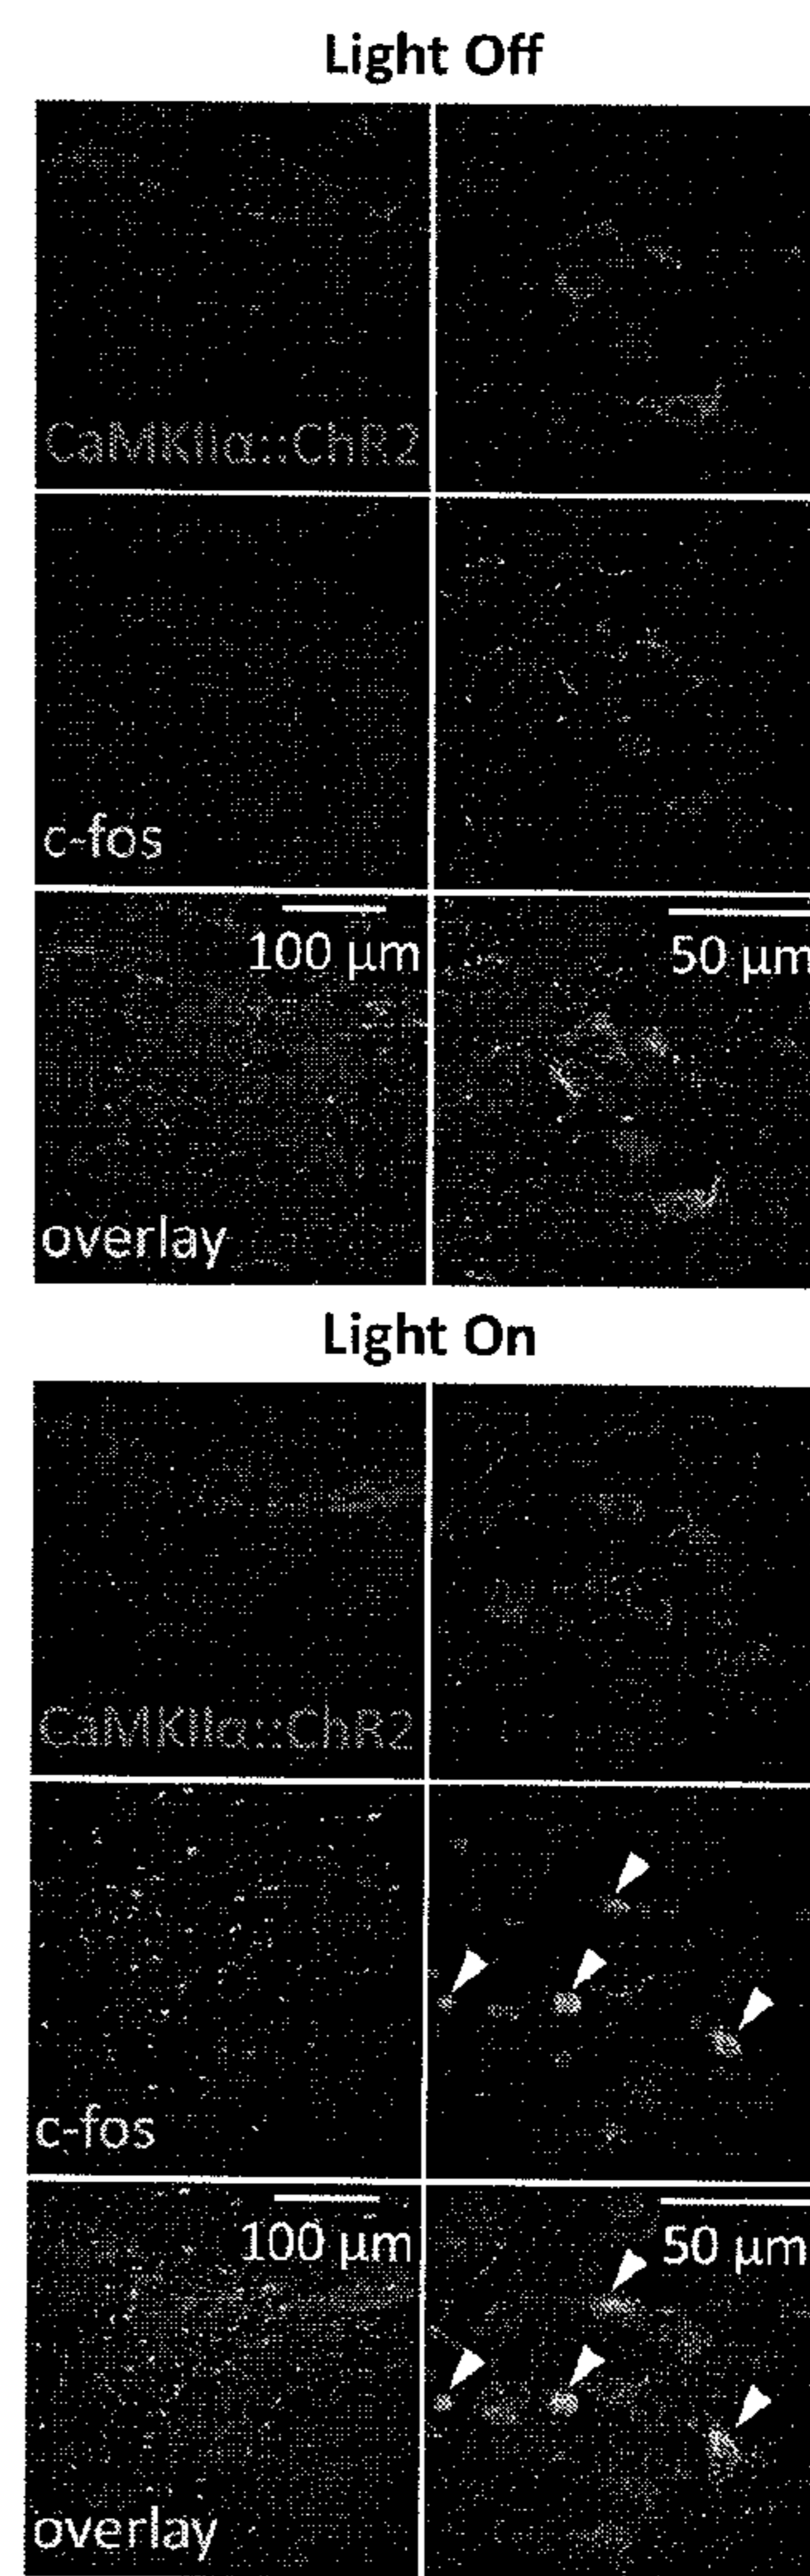 Light Off
CaMKIIα::ChR2
c-fos
100 µm
50 µm
overlay
Light On
CaMKIIα::ChR2
c-fos
100 µm
50 µm
overlay